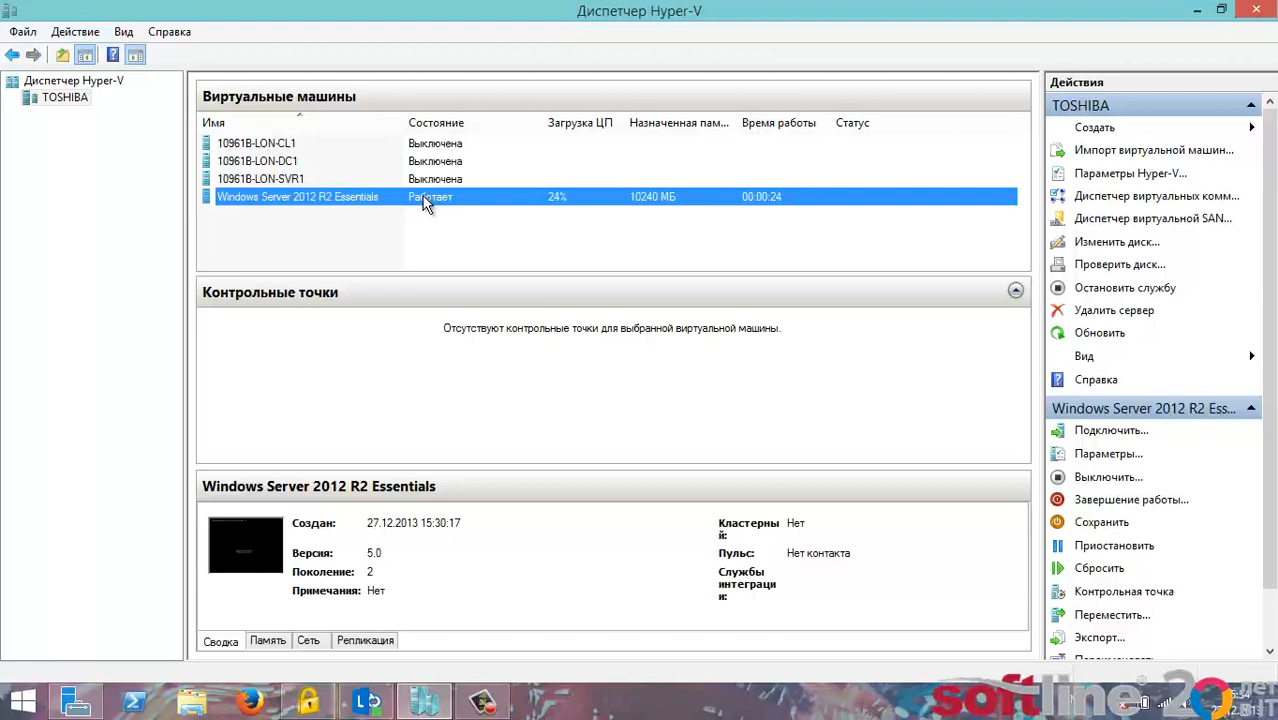 Диспетчер Hyper-V
Файл Действие Вид Справка
Диспетчер Hyper-V
TOSHIBA
Виртуальные машины
Имя Состояние Загрузка ЦП Назначенная пам... Время работы Статус
10961B-LON-CL1 Выключена
10961B-LON-DC1 Выключена
10961B-LON-SVR1 Выключена
Windows Server 2012 R2 Essentials Работает 24% 10240 МБ 00:00:24
Контрольные точки
Отсутствуют контрольные точки для выбранной виртуальной машины.
Windows Server 2012 R2 Essentials
Создан: 27.12.2013 15:30:17
Версия: 5.0
Поколение: 2
Примечания: Нет
Кластерны
й: Нет
Пульс: Нет контакта
Службы
интеграци
и:
Сводка Память Сеть Репликация
Действия
TOSHIBA
Создать
Импорт виртуальной машин...
Параметры Hyper-V...
Диспетчер виртуальных комм...
Диспетчер виртуальной SAN...
Изменить диск...
Проверить диск...
Остановить службу
Удалить сервер
Обновить
Вид
Справка
Windows Server 2012 R2 Ess...
Подключить...
Параметры...
Выключить...
Завершение работы...
Сохранить
Приостановить
Сбросить
Контрольная точка
Переместить...
Экспорт...
softline 20 лет
в IT